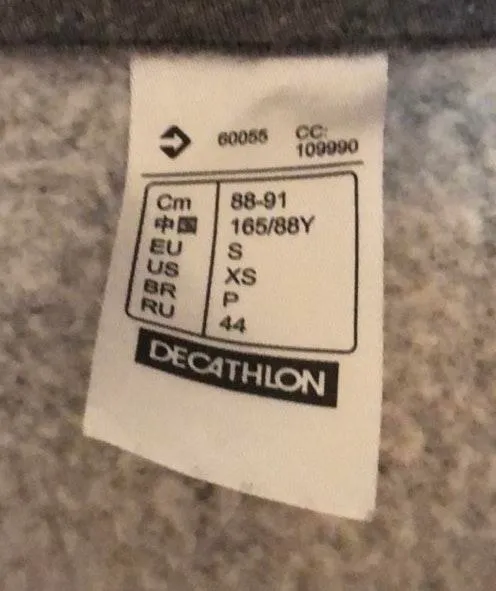 60055 CC:
109990
Cm 88-91
中国 165/88Y
EU S
US XS
BR P
RU 44
DECATHLON